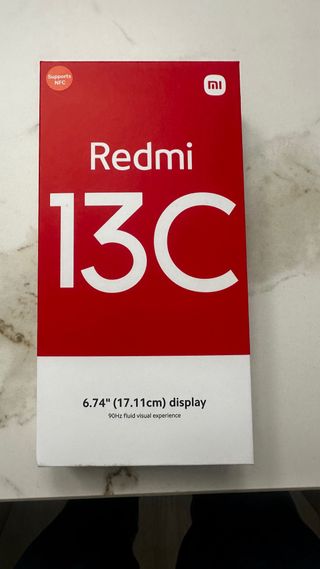 Supports
NFC
mi
Redmi
13C
6.74" (17.11cm) display
90Hz fluid visual experience